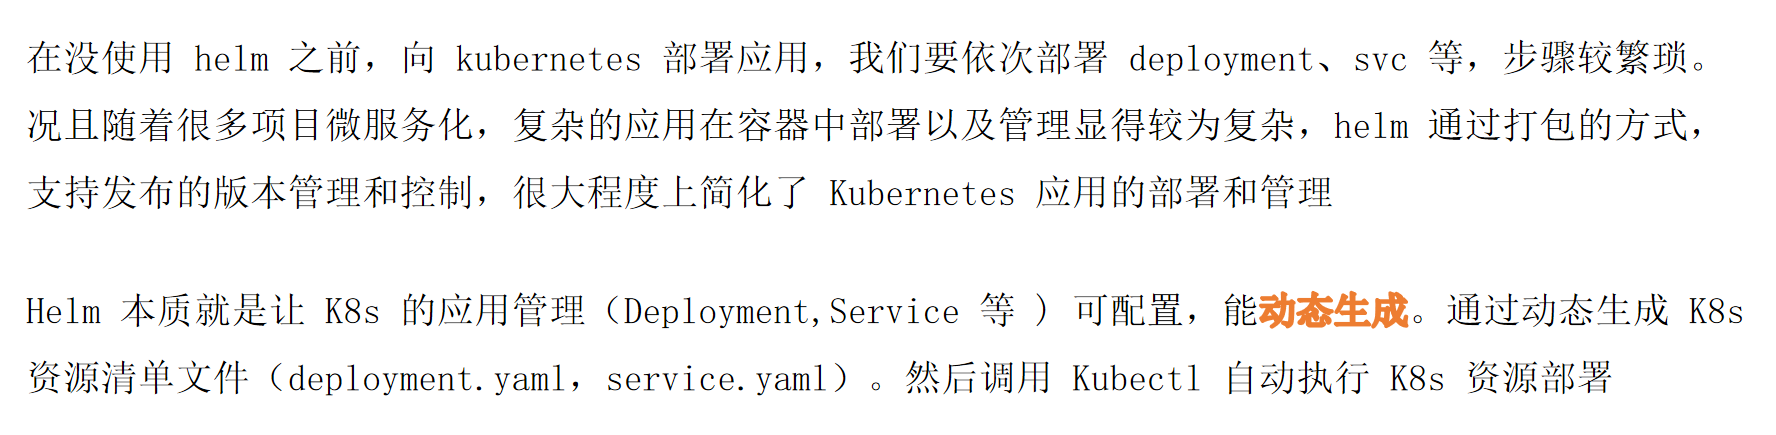 在没使用 helm 之前，向 kubernetes 部署应用，我们要依次部署 deployment、svc 等，步骤较繁琐。
况且随着很多项目微服务化，复杂的应用在容器中部署以及管理显得较为复杂，helm 通过打包的方式，
支持发布的版本管理和控制，很大程度上简化了 Kubernetes 应用的部署和管理
Helm 本质就是让 K8s 的应用管理（Deployment,Service 等 ) 可配置，能动态生成。通过动态生成 K8s
资源清单文件（deployment.yaml，service.yaml）。然后调用 Kubectl 自动执行 K8s 资源部署